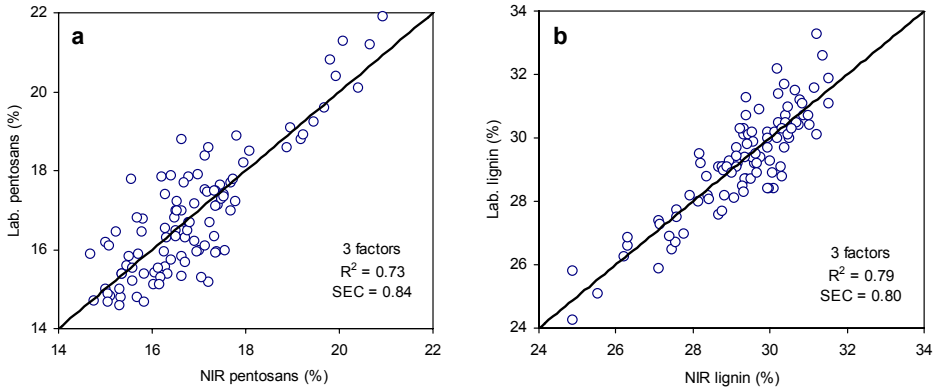 a
22
20
18
16
14
Lab. pentosans (%)
3 factors
R² = 0.73
SEC = 0.84
14 16 18 20 22
NIR pentosans (%)
b
34
32
30
28
26
24
Lab. lignin (%)
3 factors
R² = 0.79
SEC = 0.80
24 26 28 30 32 34
NIR lignin (%)